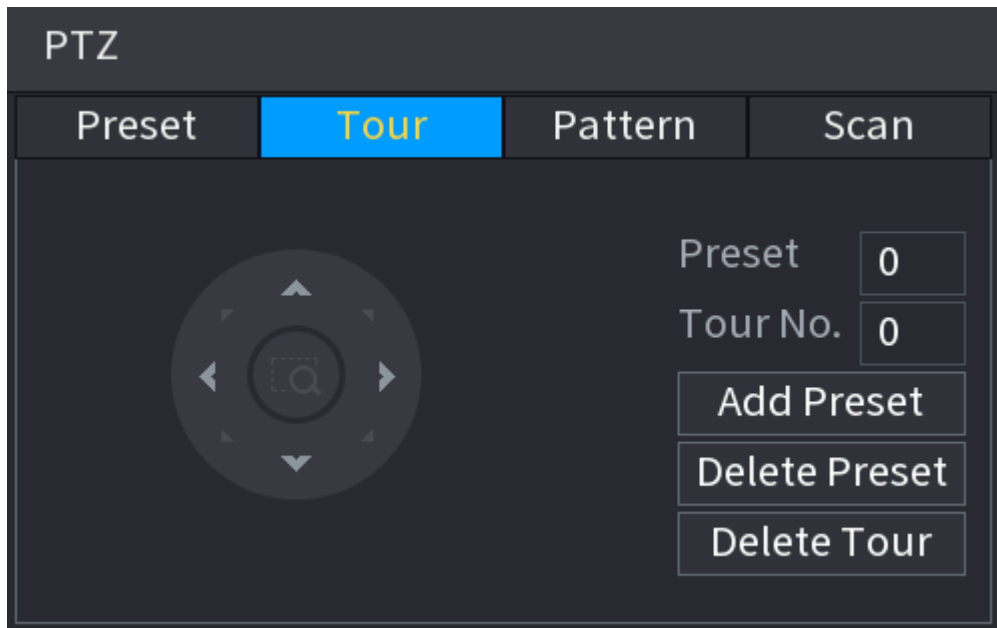 PTZ
Preset Tour Pattern Scan
Preset 0
Tour No. 0
Add Preset
Delete Preset
Delete Tour